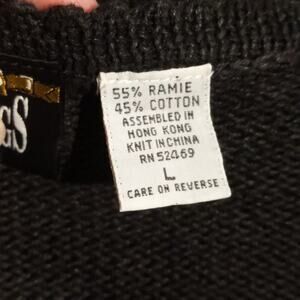 55% RAMIE
45% COTTON
ASSEMBLED IN
HONG KONG
KNIT IN CHINA
RN 52469
L
CARE ON REVERSE